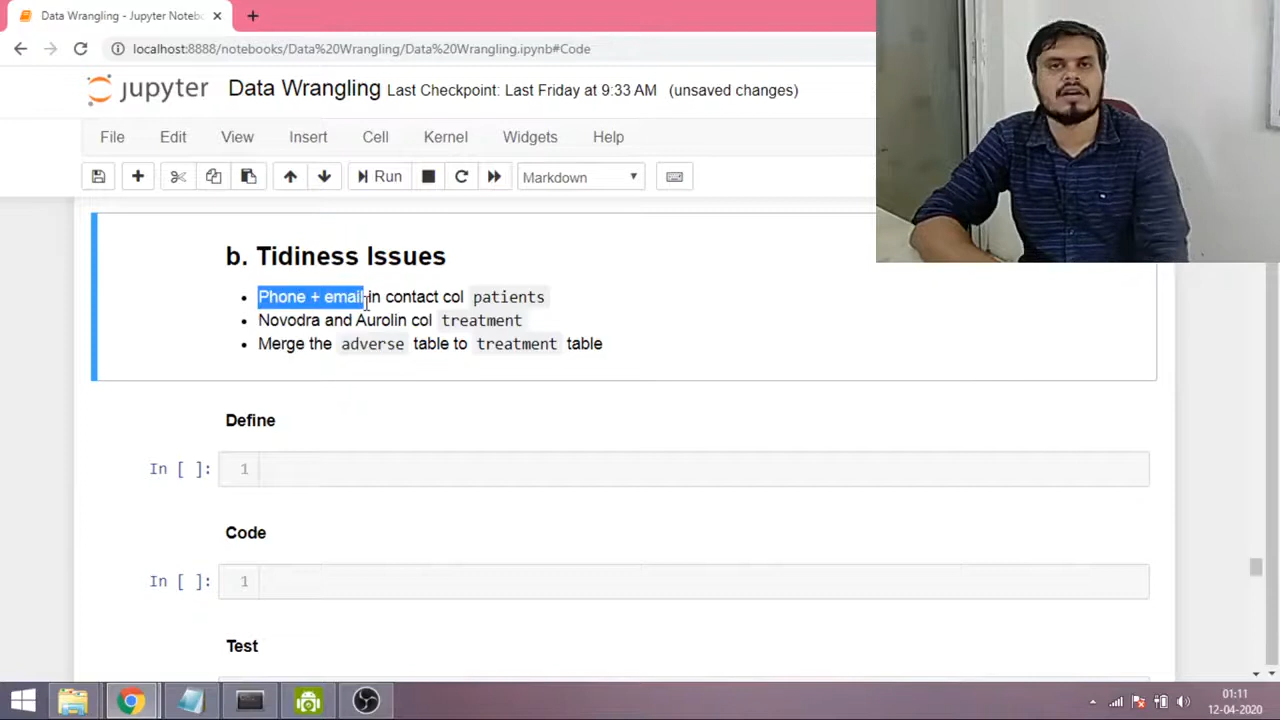 Data Wrangling - Jupyter Notebo
localhost:8888/notebooks/Data%20Wrangling/Data%20Wrangling.ipynb#Code
jupyter Data Wrangling Last Checkpoint: Last Friday at 9:33 AM (unsaved changes)
File Edit View Insert Cell Kernel Widgets Help
Run Markdown
b. Tidiness Issues
• Phone + email in contact col patients
• Novodra and Aurolin col treatment
• Merge the adverse table to treatment table
Define
In [ ]: 1
Code
In [ ]: 1
Test
01:11
12-04-2020